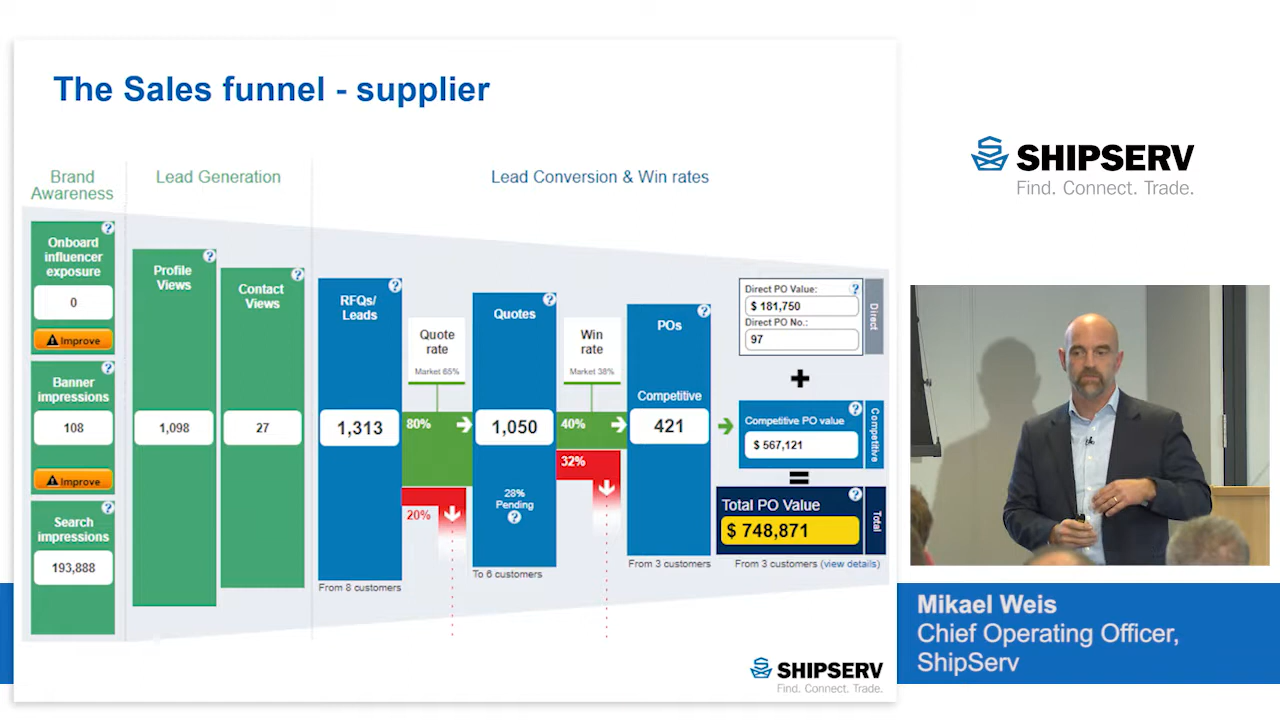 The Sales funnel - supplier
Brand
Awareness
Lead Generation
Lead Conversion & Win rates
Onboard
influencer
exposure
?
0
Improve
Banner
impressions
?
108
Improve
Search
impressions
?
193,888
Profile
Views
?
1,098
Contact
Views
?
27
RFQs/
Leads
?
1,313
From 8 customers
Quote
rate
Market 65%
80%
20%
Quotes
?
1,050
28%
Pending
?
To 6 customers
Win
rate
Market 38%
40%
32%
POs
?
Competitive
421
From 3 customers
Direct PO Value:
?
$ 181,750
Direct PO No.:
97
Direct
+
Competitive PO value
?
$ 567,121
Competitive
=
Total PO Value
?
$ 748,871
Total
From 3 customers (view details)
SHIPSERV
Find. Connect. Trade.
SHIPSERV
Find. Connect. Trade.
Mikael Weis
Chief Operating Officer,
ShipServ